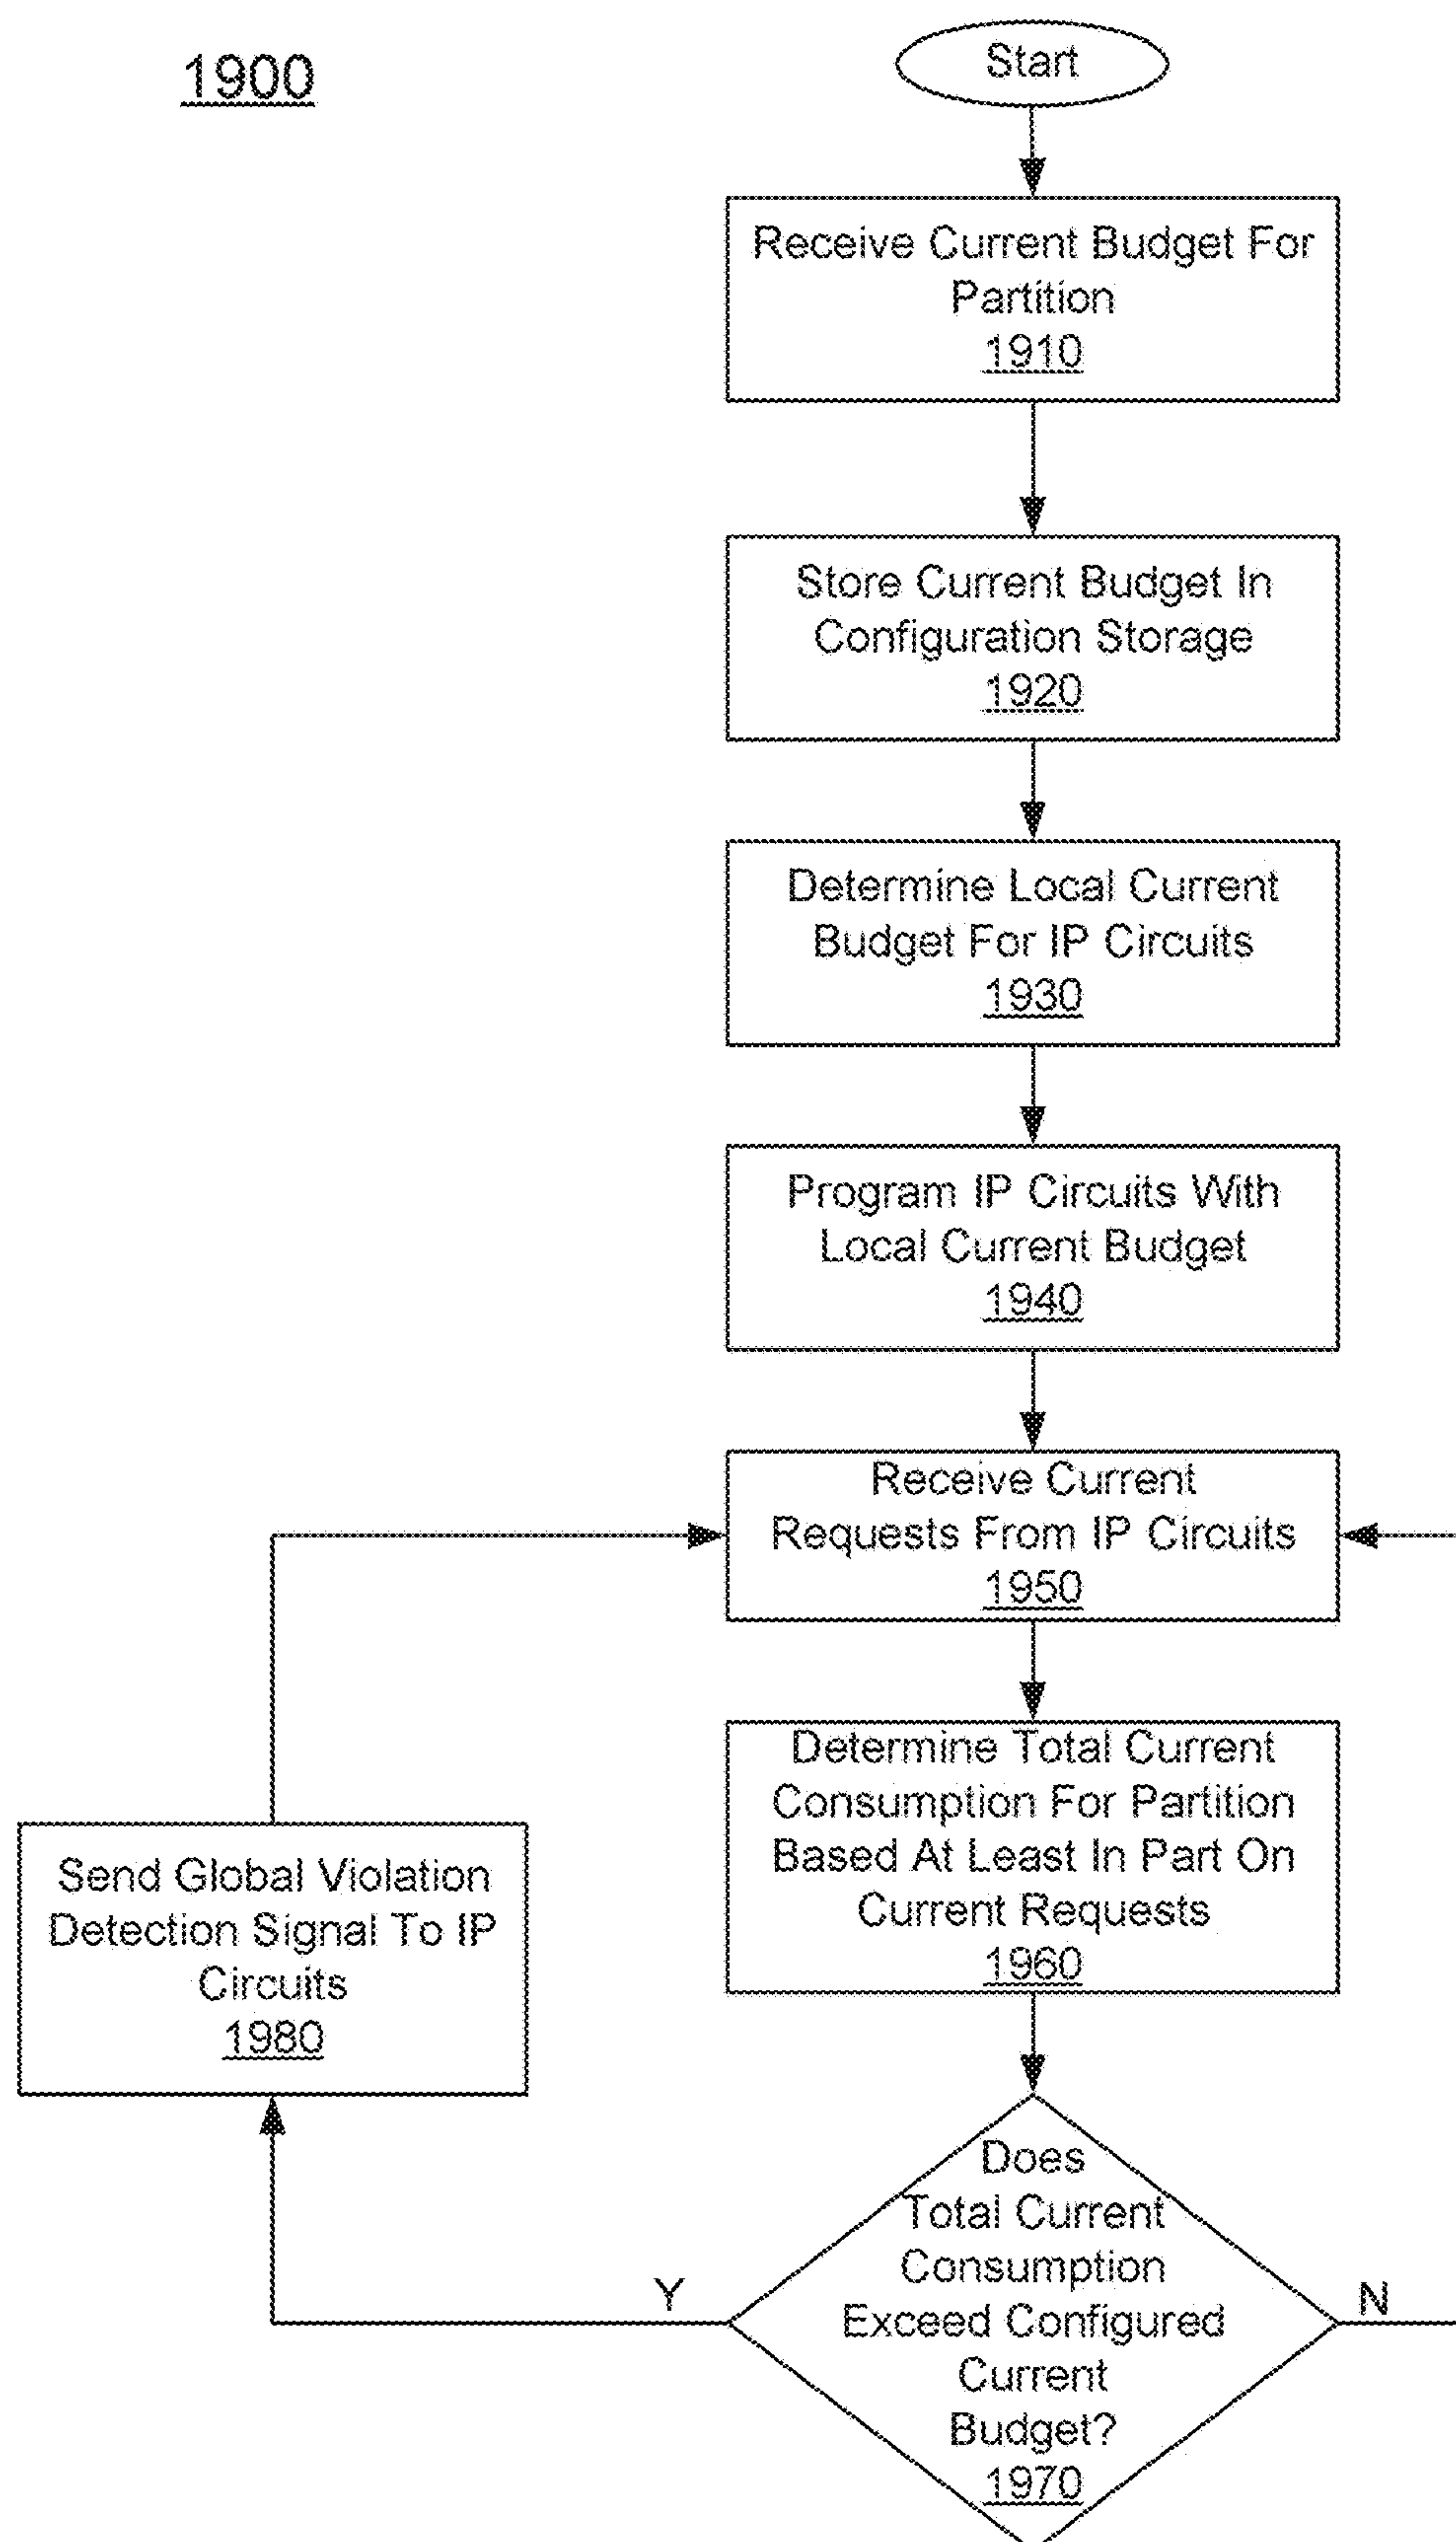 1900
Start
Receive Current Budget For
Partition
1910
Store Current Budget In
Configuration Storage
1920
Determine Local Current
Budget For IP Circuits
1930
Program IP Circuits With
Local Current Budget
1940
Receive Current
Requests From IP Circuits
1950
Determine Total Current
Consumption For Partition
Based At Least In Part On
Current Requests
1960
Send Global Violation
Detection Signal To IP
Circuits
1980
Does
Total Current
Consumption
Exceed Configured
Current
Budget?
1970
Y
N